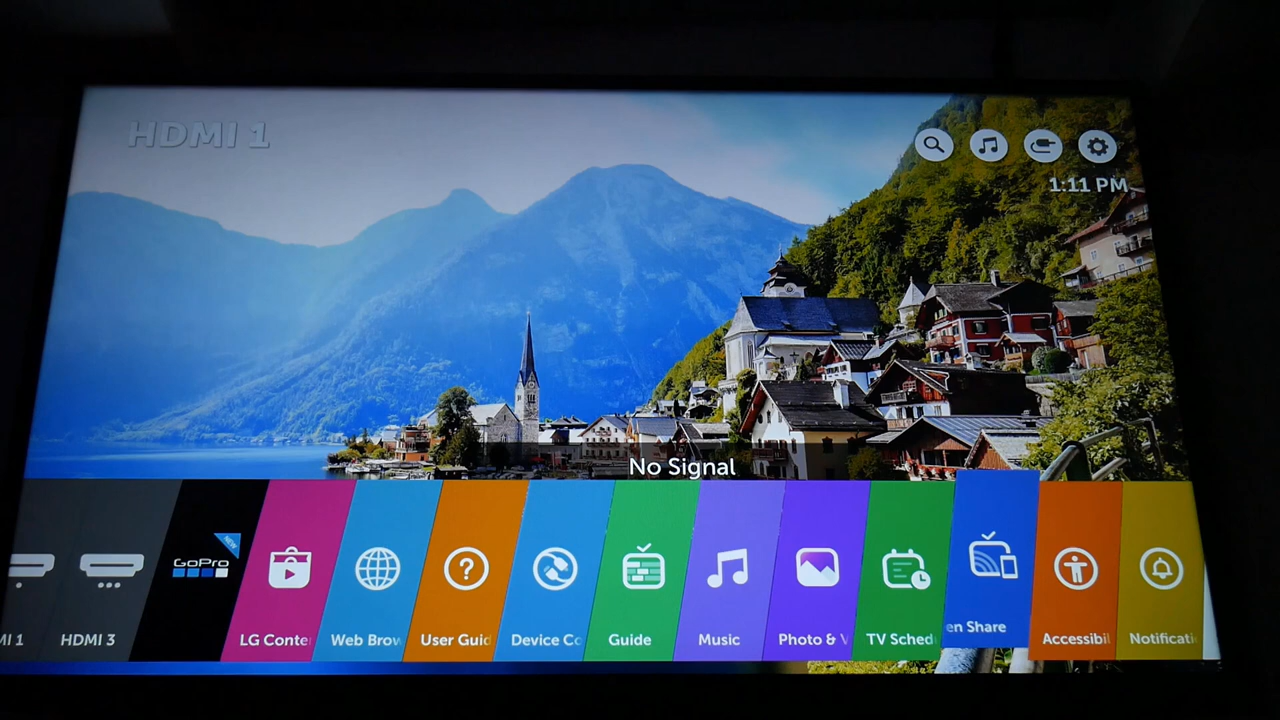 HDMI 1
1:11 PM
No Signal
MI 1
HDMI 3
GoPro
NEW
LG Conte
Web Brow
User Guid
Device Co
Guide
Music
Photo & V
TV Sched
en Share
Accessibil
Notificati